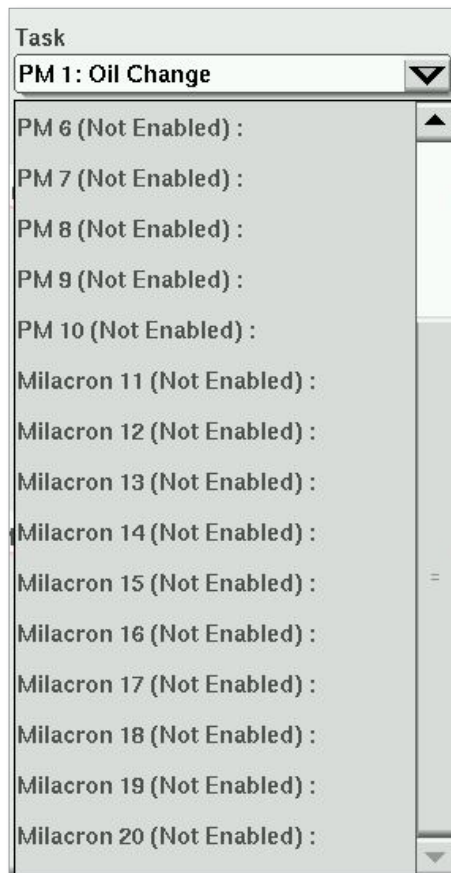 Task
PM 1: Oil Change
PM 6 (Not Enabled) :
PM 7 (Not Enabled) :
PM 8 (Not Enabled) :
PM 9 (Not Enabled) :
PM 10 (Not Enabled) :
Milacron 11 (Not Enabled) :
Milacron 12 (Not Enabled) :
Milacron 13 (Not Enabled) :
Milacron 14 (Not Enabled) :
Milacron 15 (Not Enabled) :
Milacron 16 (Not Enabled) :
Milacron 17 (Not Enabled) :
Milacron 18 (Not Enabled) :
Milacron 19 (Not Enabled) :
Milacron 20 (Not Enabled) :